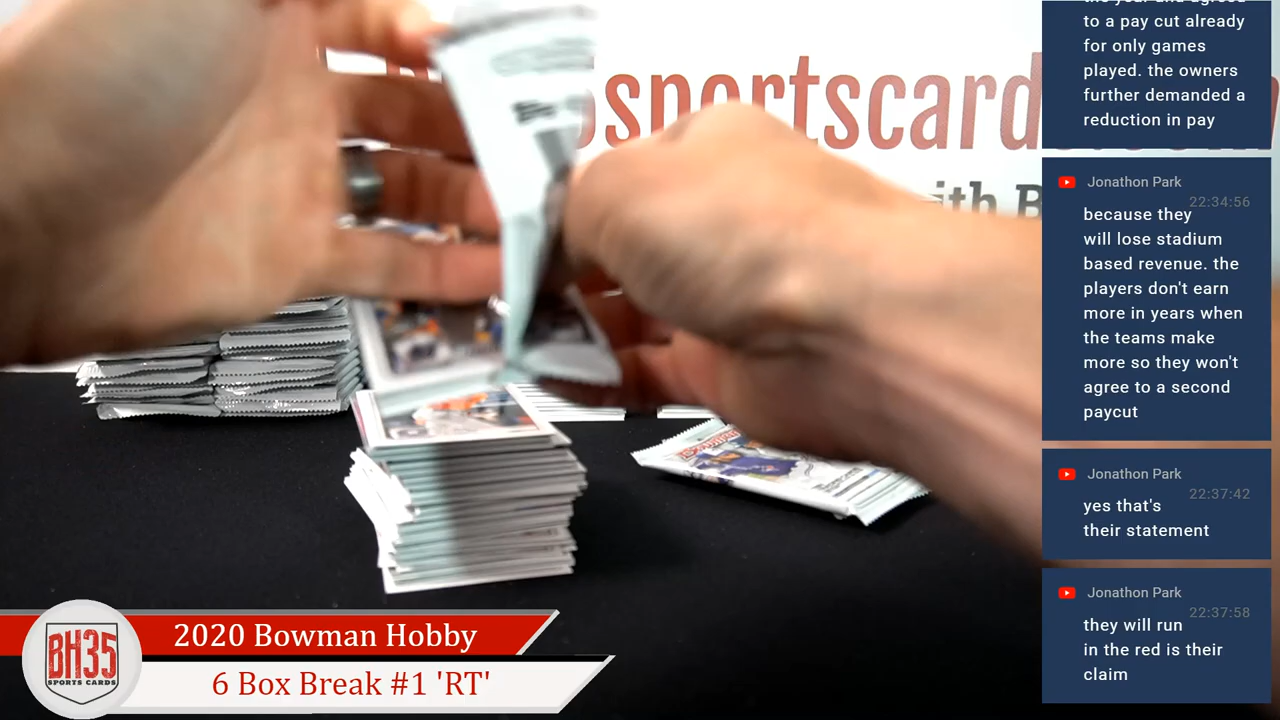 to a pay cut already
for only games
played. the owners
further demanded a
reduction in pay
Jonathon Park
22:34:56
because they
will lose stadium
based revenue. the
players don't earn
more in years when
the teams make
more so they won't
agree to a second
paycut
Jonathon Park
22:37:42
yes that's
their statement
Jonathon Park
22:37:58
they will run
in the red is their
claim
2020 Bowman Hobby
6 Box Break #1 'RT'
BH35
SPORTS CARDS